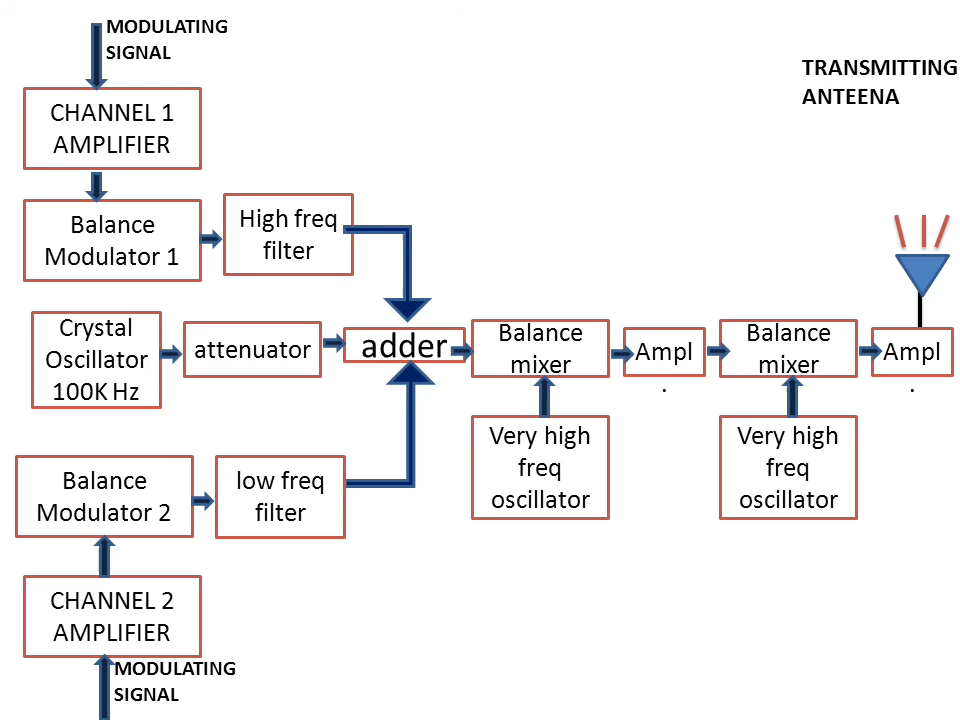 MODULATING
SIGNAL
TRANSMITTING
ANTEENA
CHANNEL 1
AMPLIFIER
Balance
Modulator 1
High freq
filter
Crystal
Oscillator
100K Hz
attenuator
adder
Balance
mixer
Ampl
.
Balance
mixer
Ampl
.
Very high
freq
oscillator
Very high
freq
oscillator
Balance
Modulator 2
low freq
filter
CHANNEL 2
AMPLIFIER
MODULATING
SIGNAL